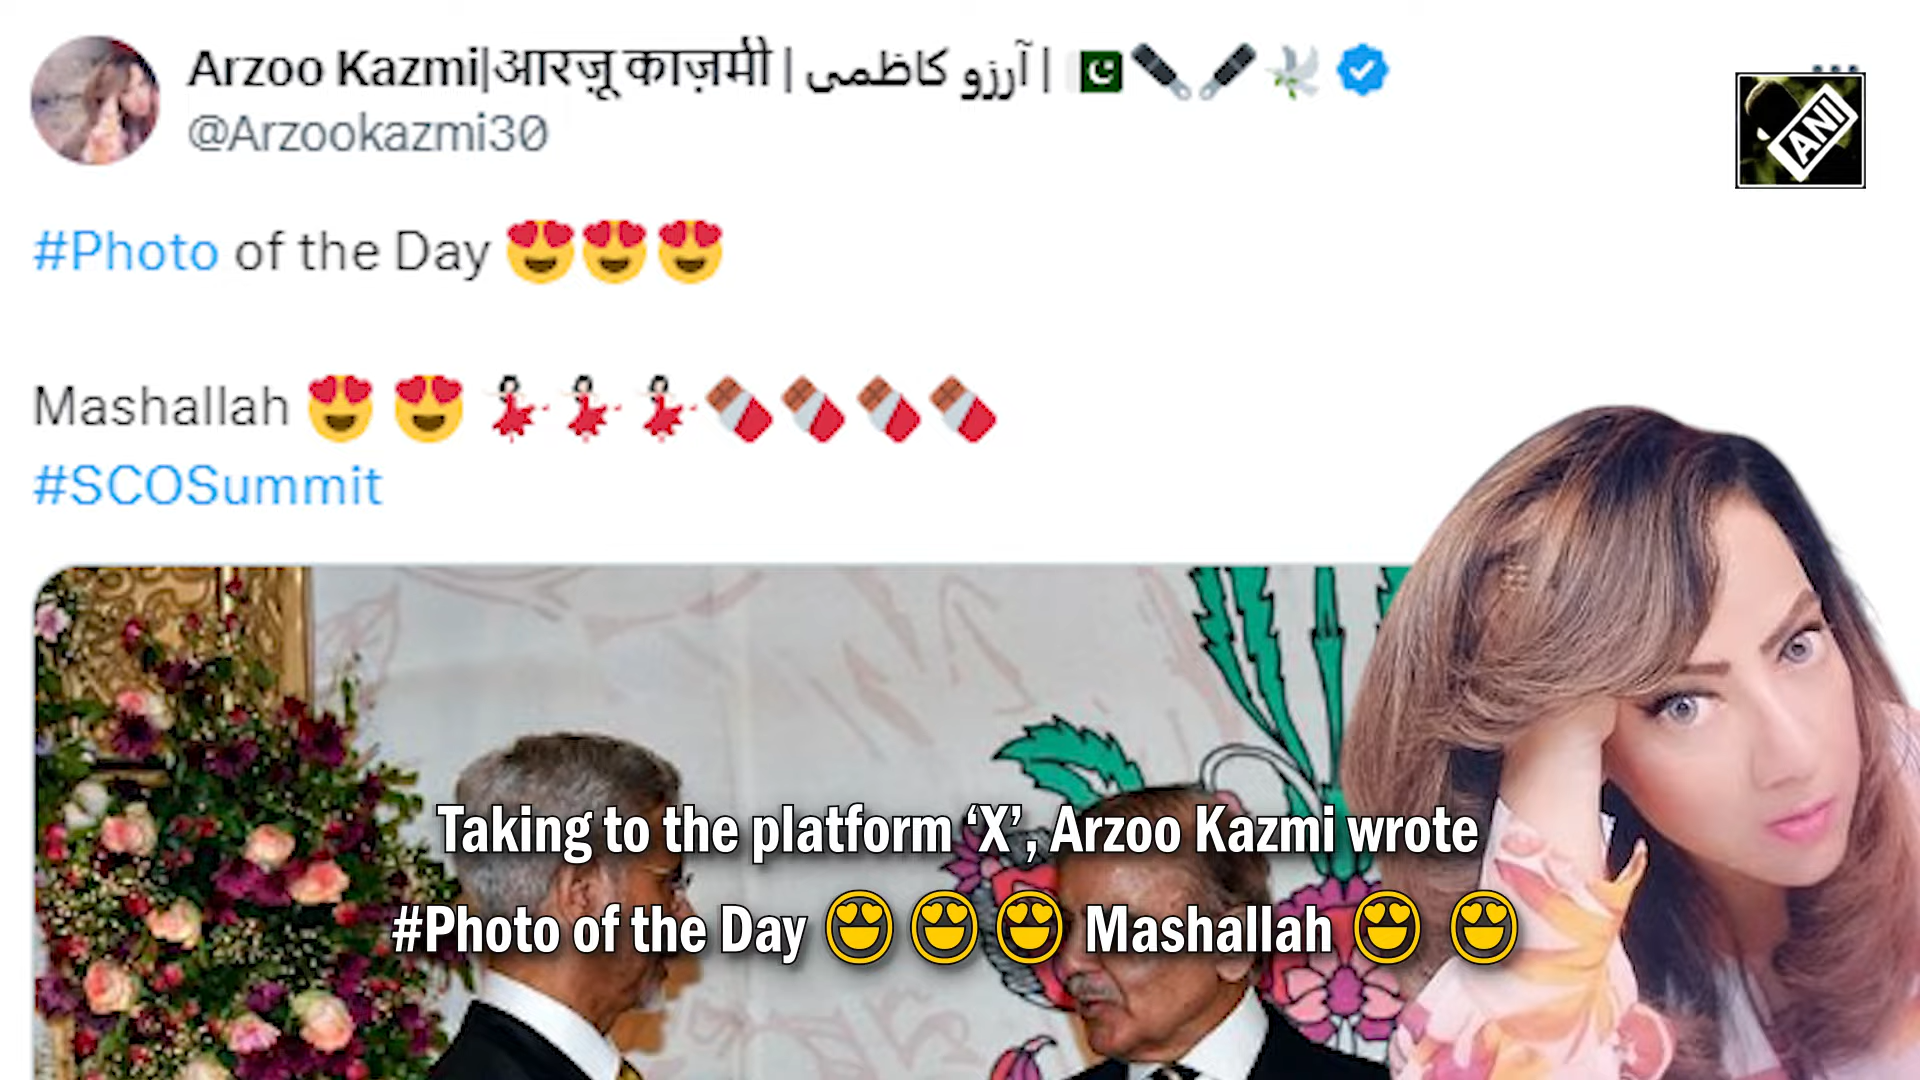 Arzoo Kazmi|आरज़ू काज़मी | آرزو کاظمی |
@Arzookazmi30
ANI
#Photo of the Day 😍😍😍
Mashallah 😍 😍 💃💃💃🍫🍫🍫🍫
#SCOSummit
Taking to the platform ‘X’, Arzoo Kazmi wrote
#Photo of the Day 😍 😍 😍 Mashallah 😍 😍